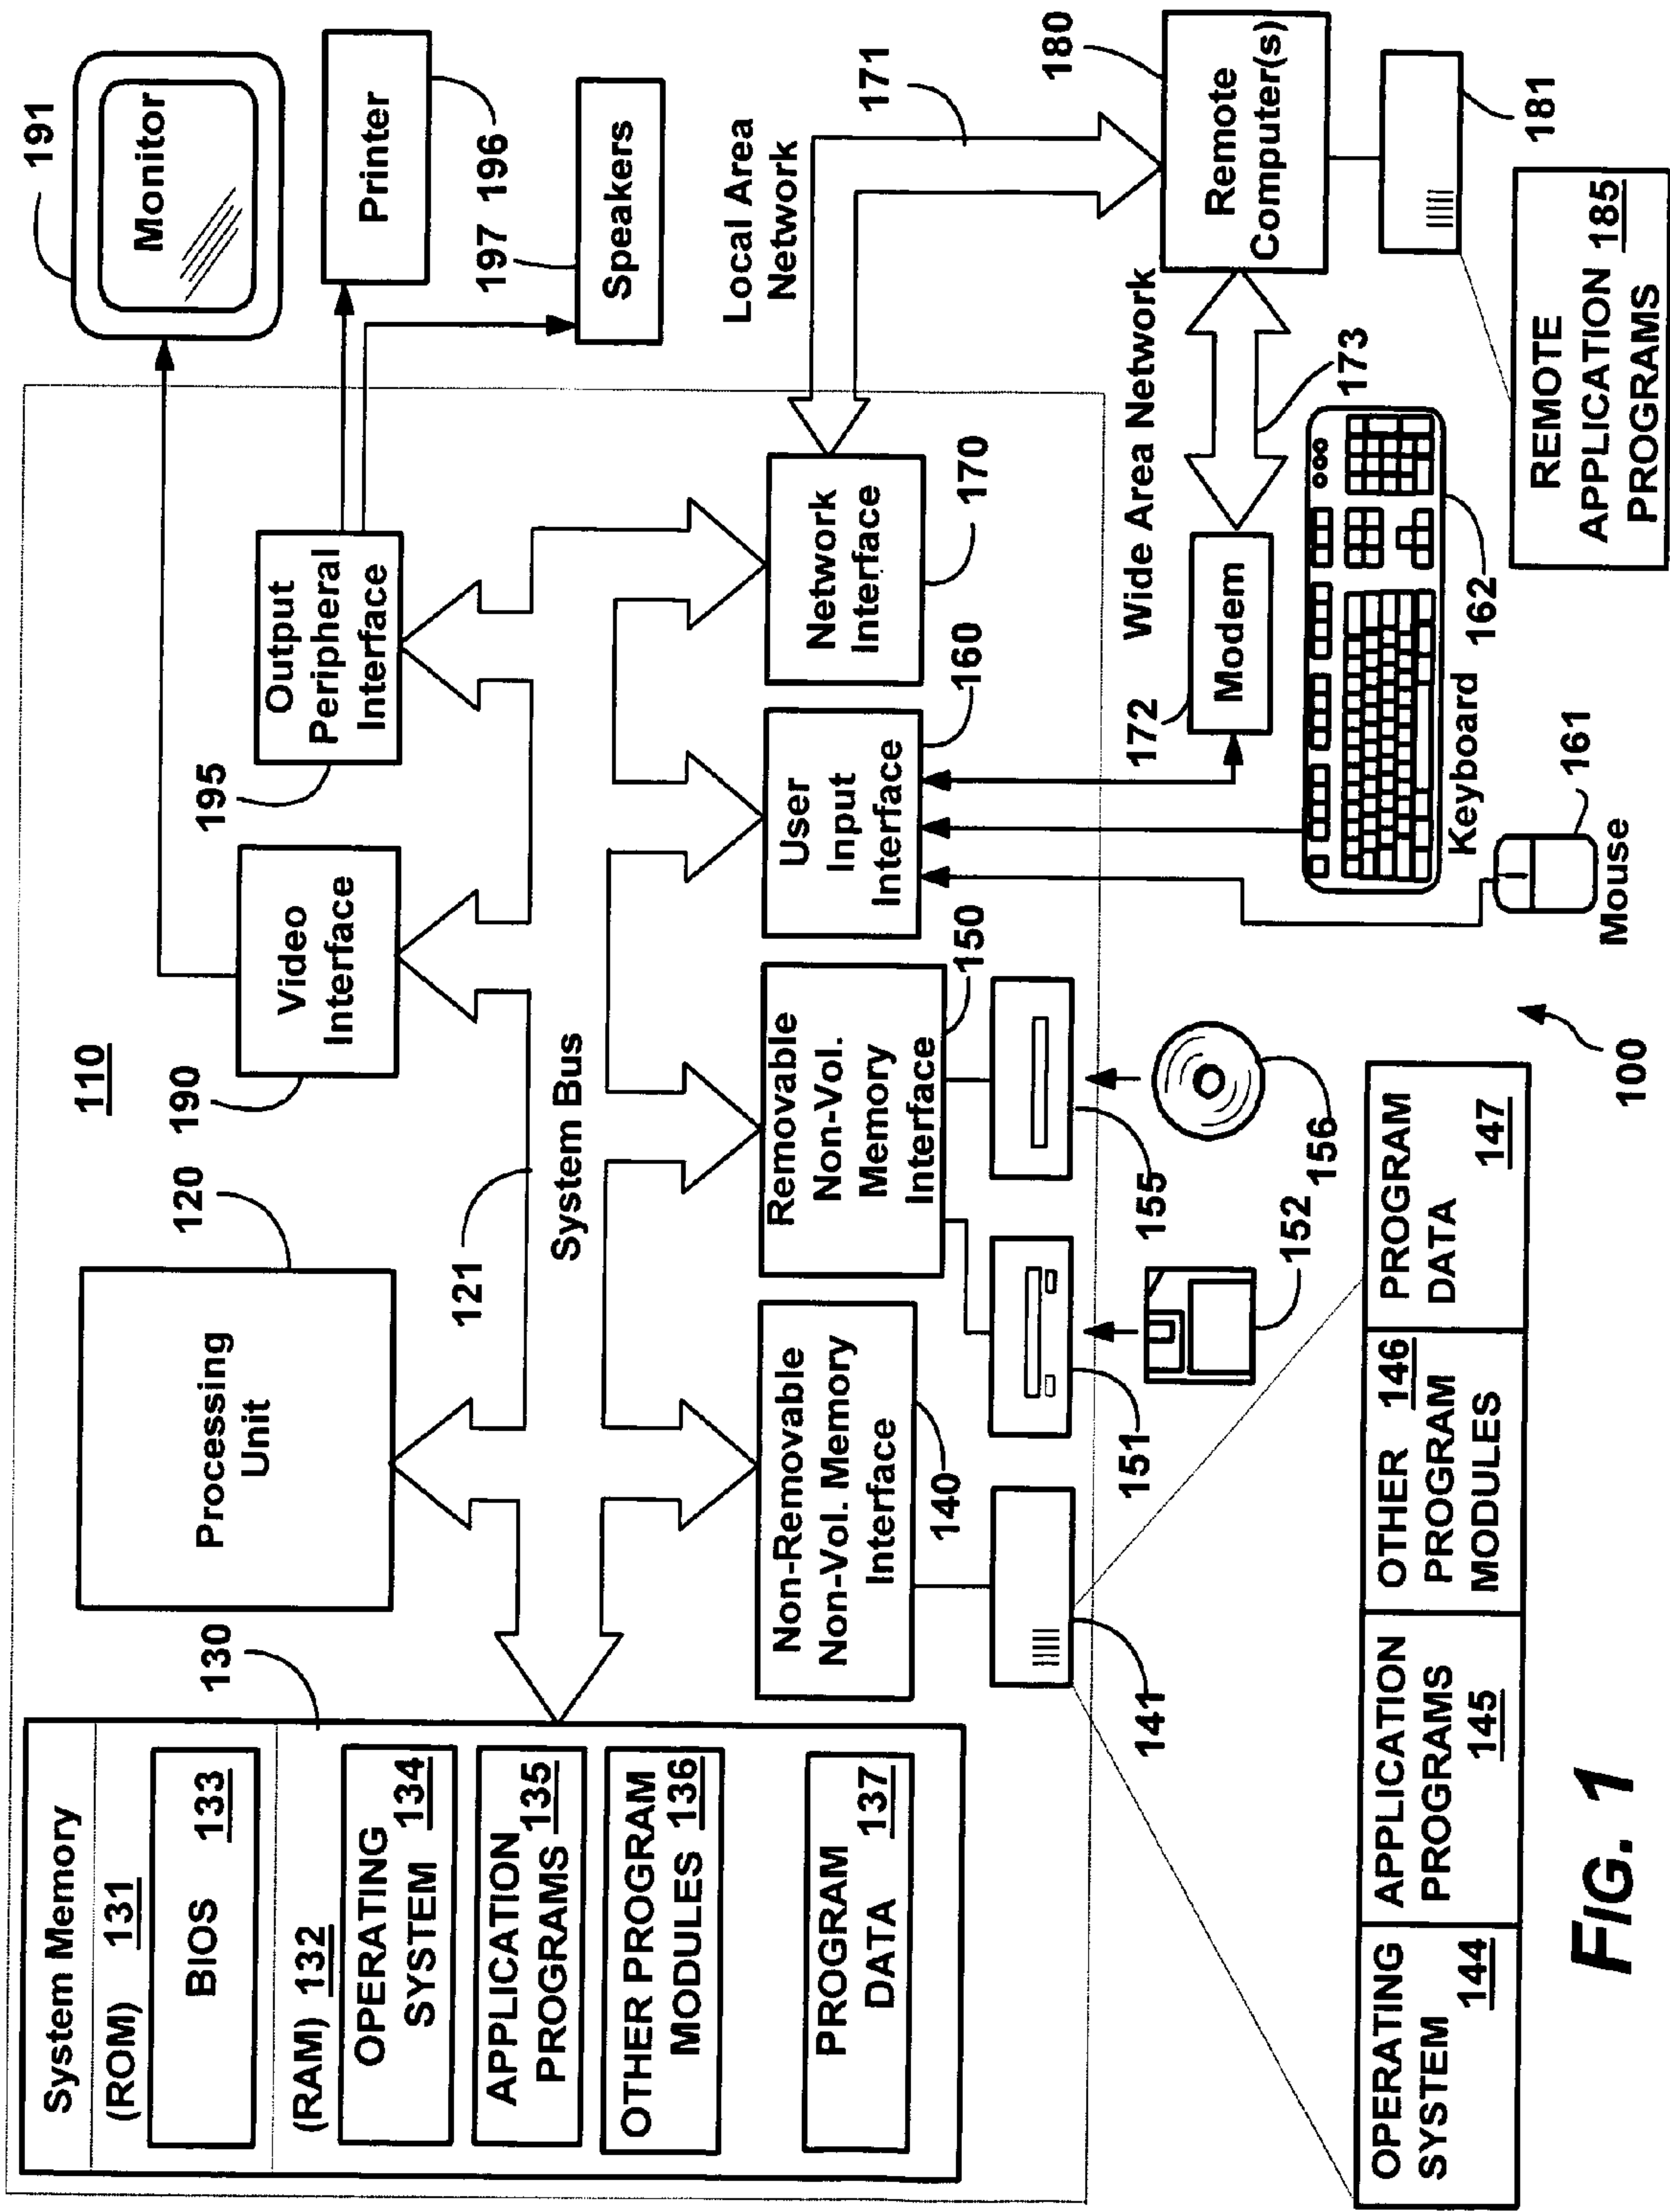 System Memory
(ROM) 131
BIOS 133
(RAM) 132
OPERATING
SYSTEM 134
APPLICATION
PROGRAMS 135
OTHER PROGRAM
MODULES 136
PROGRAM
DATA 137
130
Processing
Unit
120
110
190
Video
Interface
195
Output
Peripheral
Interface
191
Monitor
Printer
196
197
Speakers
121
System Bus
Non-Removable
Non-Vol. Memory
Interface
140
Removable
Non-Vol.
Memory
Interface
150
User
Input
Interface
160
Network
Interface
170
Local Area
Network
171
141
151
155
152
156
172
Modem
Wide Area Network
173
180
Remote
Computer(s)
181
Keyboard
162
161
Mouse
REMOTE
APPLICATION 185
PROGRAMS
OPERATING
SYSTEM
144
APPLICATION
PROGRAMS
145
OTHER 146
PROGRAM
MODULES
PROGRAM
DATA
147
100
FIG. 1